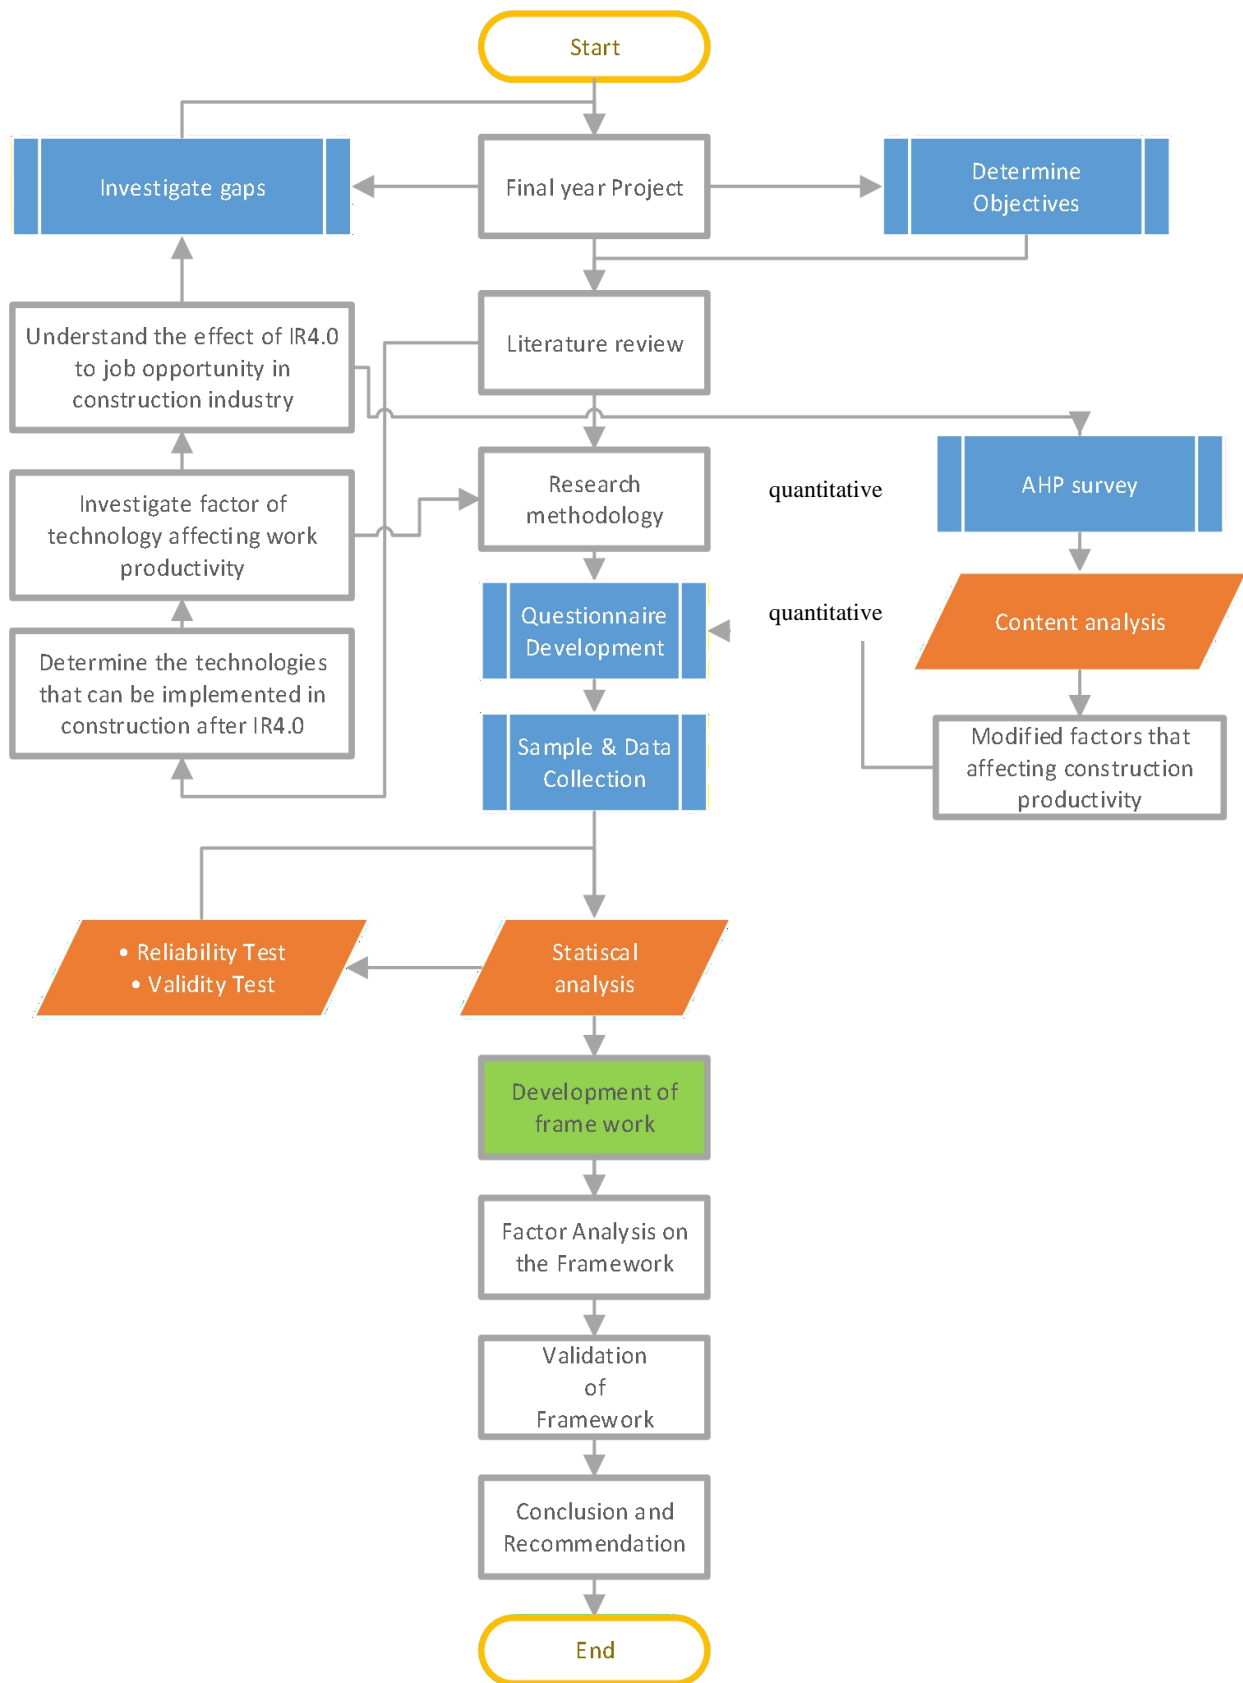 Start
Investigate gaps
Final year Project
Determine
Objectives
Understand the effect of IR4.0
to job opportunity in
construction industry
Literature review
Investigate factor of
technology affecting work
productivity
Research
methodology
quantitative
AHP survey
Determine the technologies
that can be implemented in
construction after IR4.0
Questionnaire
Development
quantitative
Content analysis
Sample & Data
Collection
Modified factors that
affecting construction
productivity
• Reliability Test
• Validity Test
Statiscal
analysis
Development of
frame work
Factor Analysis on
the Framework
Validation
of
Framework
Conclusion and
Recommendation
End